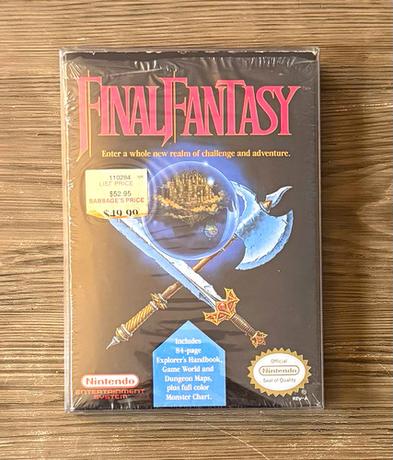 FINAL FANTASY
Enter a whole new realm of challenge and adventure.
110284
LIST PRICE
$52.95
BABBAGE'S PRICE
$49.99
Includes
84-page
Explorer's Handbook,
Game World and
Dungeon Maps,
plus full color
Monster Chart.
Nintendo
ENTERTAINMENT
SYSTEM
Official
Nintendo
Seal of Quality
REV-A